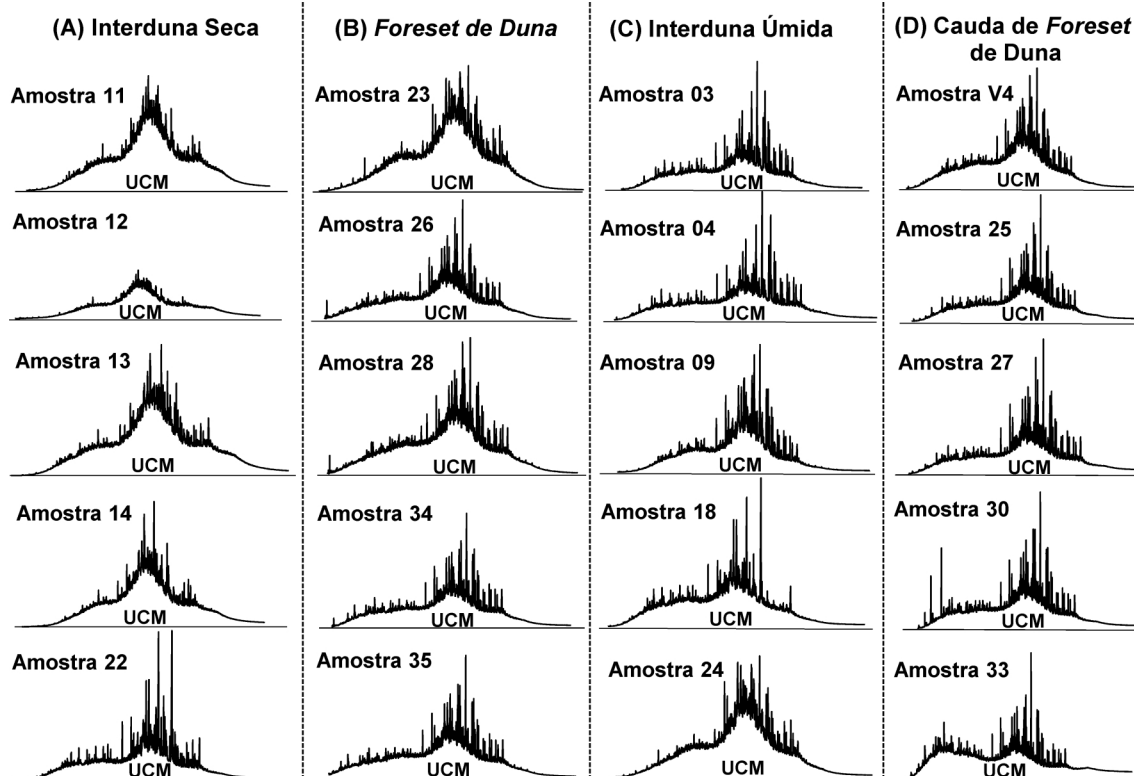 (A) Interduna Seca
Amostra 11
UCM
Amostra 12
UCM
Amostra 13
UCM
Amostra 14
UCM
Amostra 22
UCM
(B) Foreset de Duna
Amostra 23
UCM
Amostra 26
UCM
Amostra 28
UCM
Amostra 34
UCM
Amostra 35
UCM
(C) Interduna Úmida
Amostra 03
UCM
Amostra 04
UCM
Amostra 09
UCM
Amostra 18
UCM
Amostra 24
UCM
(D) Cauda de Foreset
de Duna
Amostra V4
UCM
Amostra 25
UCM
Amostra 27
UCM
Amostra 30
UCM
Amostra 33
UCM